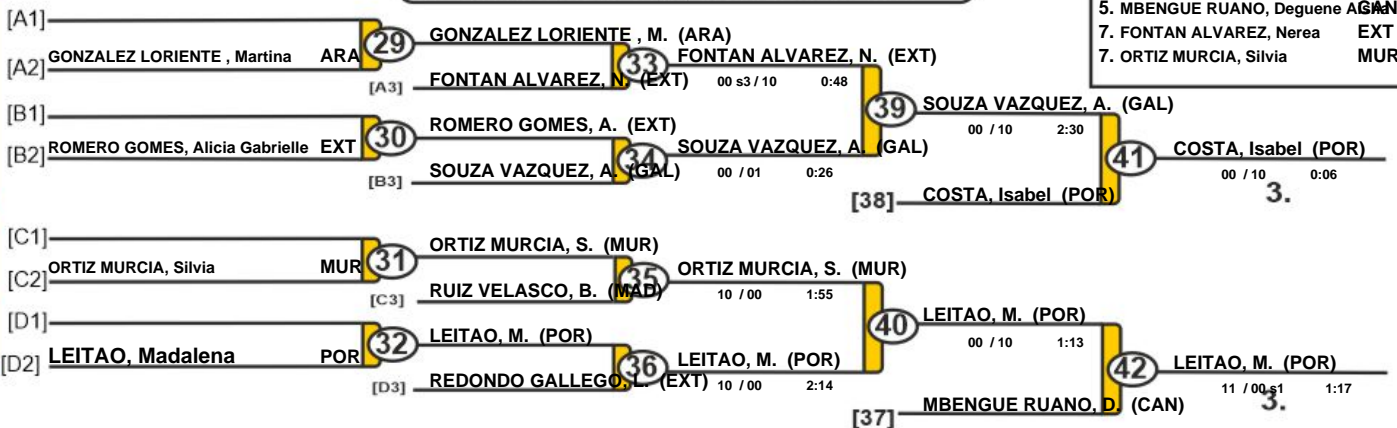 5. MBENGUE RUANO, Deguene Aisha CAN
7. FONTAN ALVAREZ, Nerea EXT
7. ORTIZ MURCIA, Silvia MUR
[A1]
[A2] GONZALEZ LORIENTE , Martina ARA
29
GONZALEZ LORIENTE , M. (ARA)
[A3] FONTAN ALVAREZ, N. (EXT)
33
FONTAN ALVAREZ, N. (EXT)
00 s3 / 10 0:48
[B1]
[B2] ROMERO GOMES, Alicia Gabrielle EXT
30
ROMERO GOMES, A. (EXT)
[B3] SOUZA VAZQUEZ, A. (GAL)
34
SOUZA VAZQUEZ, A. (GAL)
00 / 01 0:26
39
SOUZA VAZQUEZ, A. (GAL)
00 / 10 2:30
[38] COSTA, Isabel (POR)
41
COSTA, Isabel (POR)
00 / 10 0:06
3.
[C1]
[C2] ORTIZ MURCIA, Silvia MUR
31
ORTIZ MURCIA, S. (MUR)
[C3] RUIZ VELASCO, B. (MAD)
35
ORTIZ MURCIA, S. (MUR)
10 / 00 1:55
[D1]
[D2] LEITAO, Madalena POR
32
LEITAO, M. (POR)
[D3] REDONDO GALLEGO, L. (EXT)
36
LEITAO, M. (POR)
10 / 00 2:14
40
LEITAO, M. (POR)
00 / 10 1:13
[37] MBENGUE RUANO, D. (CAN)
42
LEITAO, M. (POR)
11 / 00 s1 1:17
3.